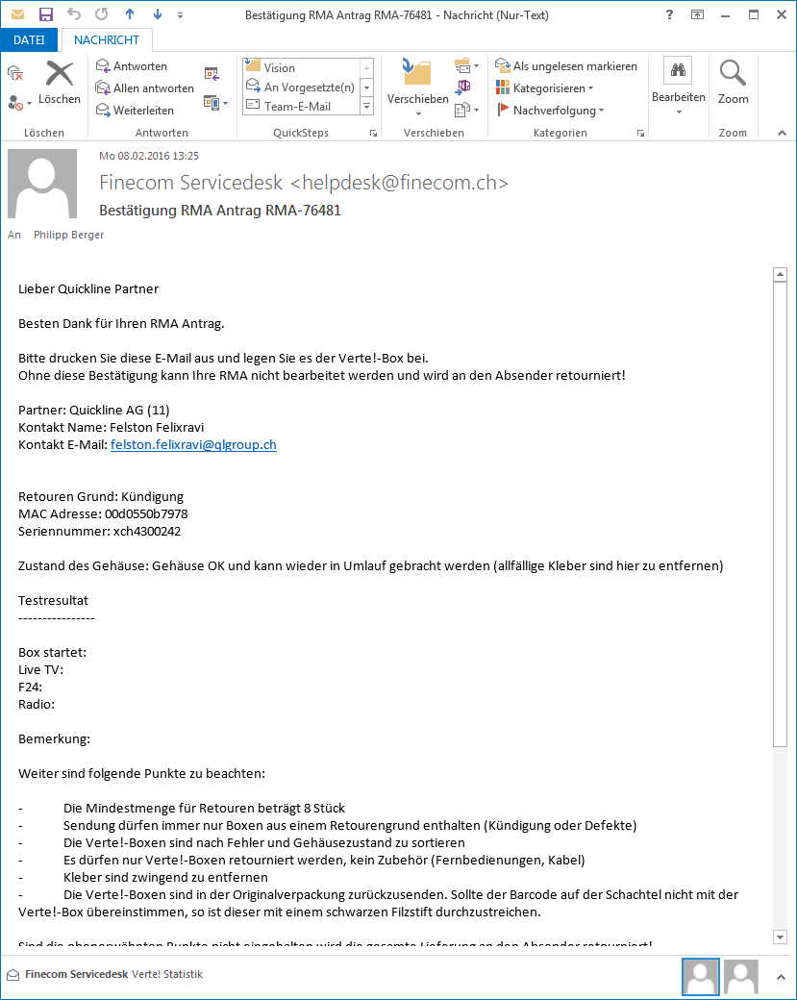 Bestätigung RMA Antrag RMA-76481 - Nachricht (Nur-Text)
?
DATEI NACHRICHT
Löschen
Antworten
Allen antworten
Weiterleiten
Vision
An Vorgesetzte(n)
Team-E-Mail
Verschieben
Als ungelesen markieren
Kategorisieren
Nachverfolgung
Bearbeiten
Zoom
Löschen Antworten QuickSteps Verschieben Kategorien Zoom
Mo 08.02.2016 13:25
Finecom Servicedesk <helpdesk@finecom.ch>
Bestätigung RMA Antrag RMA-76481
An Philipp Berger
Lieber Quickline Partner
Besten Dank für Ihren RMA Antrag.
Bitte drucken Sie diese E-Mail aus und legen Sie es der Verte!-Box bei.
Ohne diese Bestätigung kann Ihre RMA nicht bearbeitet werden und wird an den Absender retourniert!
Partner: Quickline AG (11)
Kontakt Name: Felston Felixravi
Kontakt E-Mail: felston.felixravi@qlgroup.ch
Retouren Grund: Kündigung
MAC Adresse: 00d0550b7978
Seriennummer: xch4300242
Zustand des Gehäuse: Gehäuse OK und kann wieder in Umlauf gebracht werden (allfällige Kleber sind hier zu entfernen)
Testresultat
----------------
Box startet:
Live TV:
F24:
Radio:
Bemerkung:
Weiter sind folgende Punkte zu beachten:
- Die Mindestmenge für Retouren beträgt 8 Stück
- Sendung dürfen immer nur Boxen aus einem Retourengrund enthalten (Kündigung oder Defekte)
- Die Verte!-Boxen sind nach Fehler und Gehäusezustand zu sortieren
- Es dürfen nur Verte!-Boxen retourniert werden, kein Zubehör (Fernbedienungen, Kabel)
- Kleber sind zwingend zu entfernen
- Die Verte!-Boxen sind in der Originalverpackung zurückzusenden. Sollte der Barcode auf der Schachtel nicht mit der
Verte!-Box übereinstimmen, so ist dieser mit einem schwarzen Filzstift durchzustreichen.
Sind die obenerwähnten Punkte nicht eingehalten wird die gesamte Lieferung an den Absender retourniert!
Finecom Servicedesk Verte! Statistik